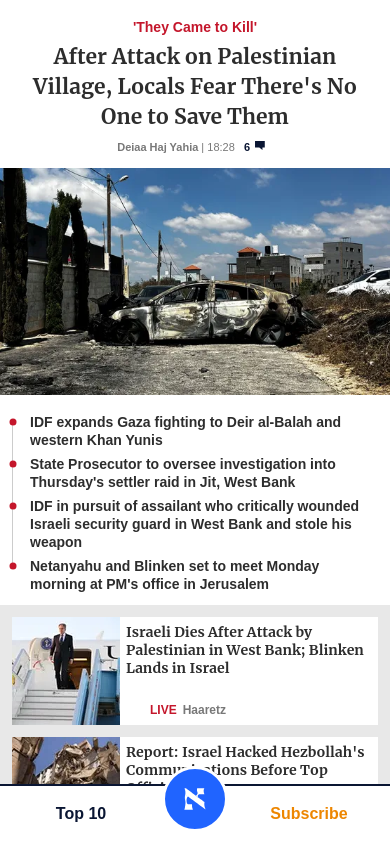 'They Came to Kill'
After Attack on Palestinian
Village, Locals Fear There's No
One to Save Them
Deiaa Haj Yahia | 18:28 6
IDF expands Gaza fighting to Deir al-Balah and
western Khan Yunis
State Prosecutor to oversee investigation into
Thursday's settler raid in Jit, West Bank
IDF in pursuit of assailant who critically wounded
Israeli security guard in West Bank and stole his
weapon
Netanyahu and Blinken set to meet Monday
morning at PM's office in Jerusalem
Israeli Dies After Attack by
Palestinian in West Bank; Blinken
Lands in Israel
LIVE Haaretz
Report: Israel Hacked Hezbollah's
Before Top
Top 10
Subscribe